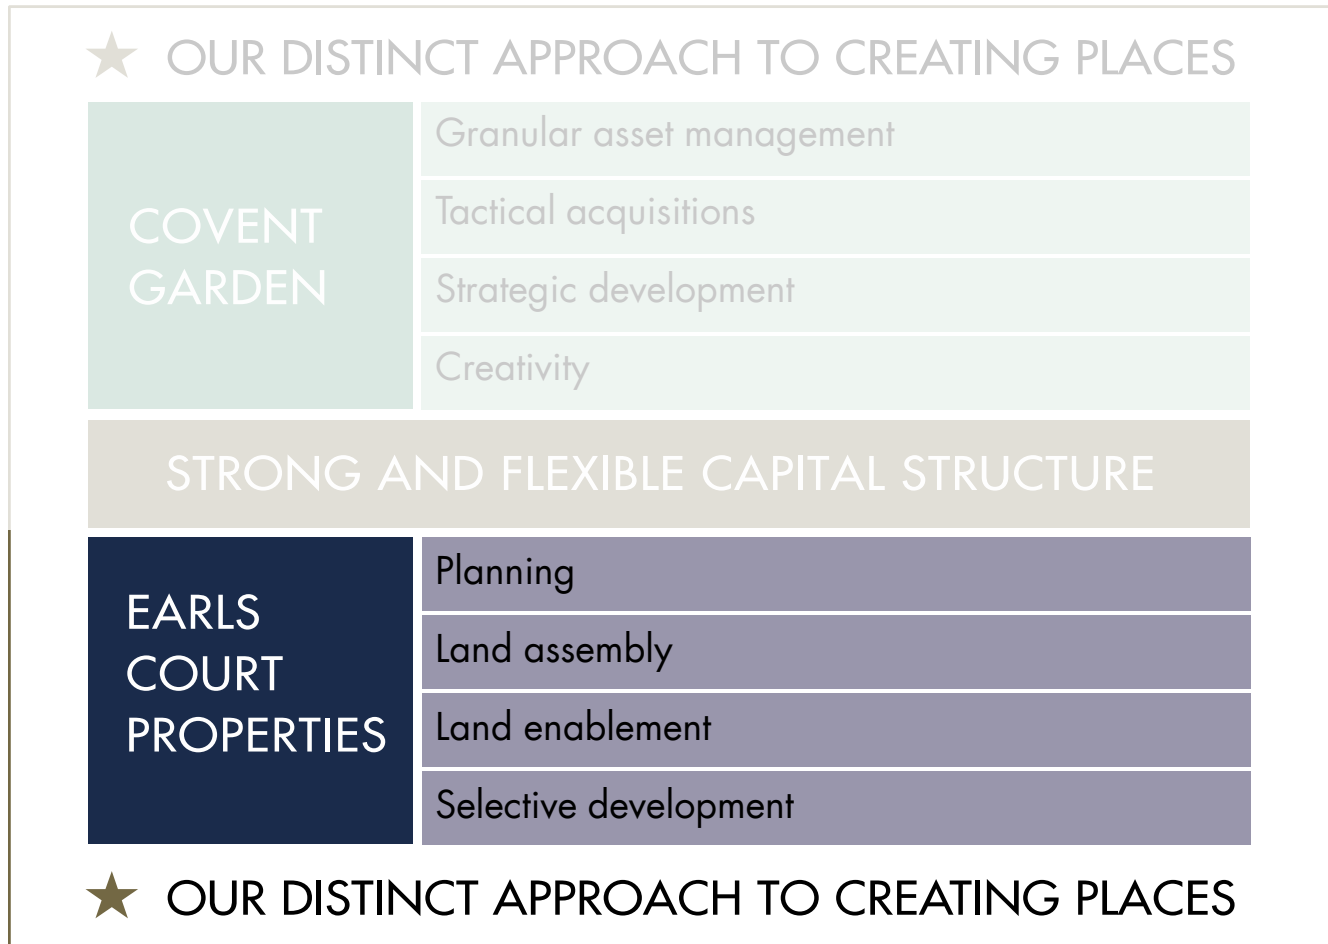 OUR DISTINCT APPROACH TO CREATING PLACES
COVENT
GARDEN
Granular asset management
Tactical acquisitions
Strategic development
Creativity
STRONG AND FLEXIBLE CAPITAL STRUCTURE
EARLS
COURT
PROPERTIES
Planning
Land assembly
Land enablement
Selective development
OUR DISTINCT APPROACH TO CREATING PLACES